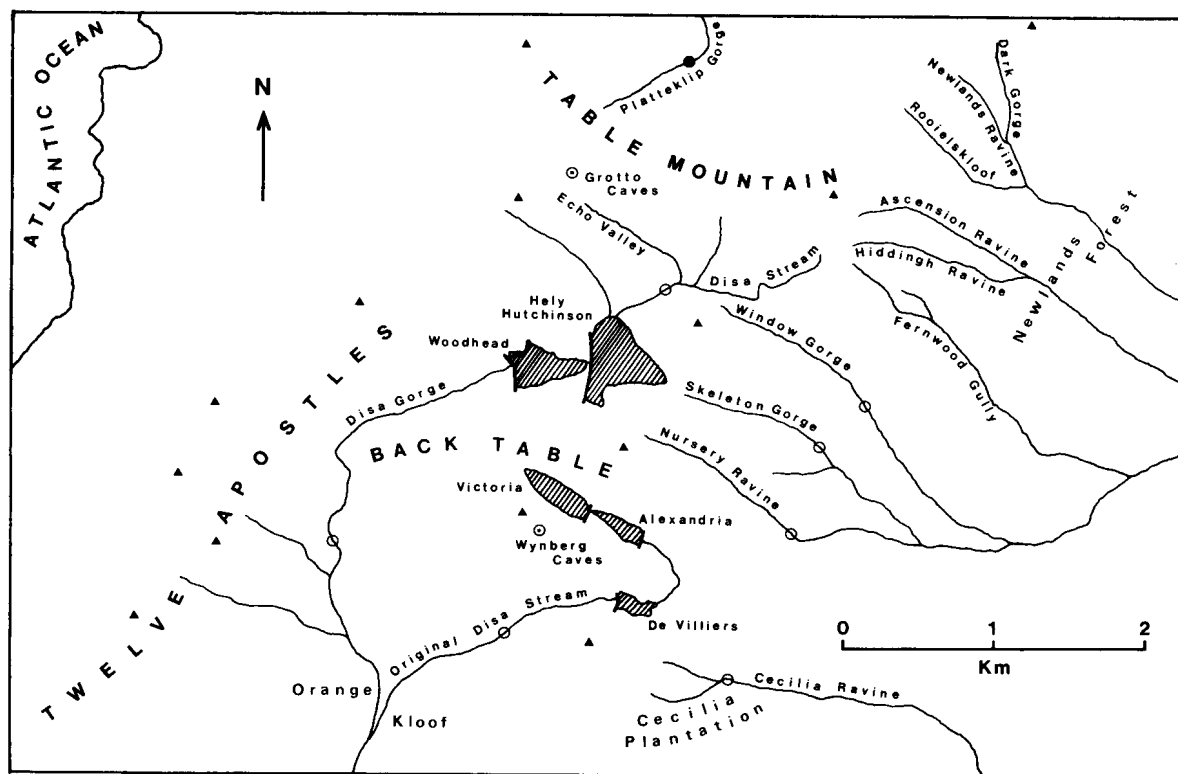 ATLANTIC OCEAN
N
Platteklip Gorge
TABLE MOUNTAIN
Dark Gorge
Newlands Ravine
Rooielskloof
Grotto
Caves
Echo Valley
Ascension Ravine
Newlands
Forest
Hiddingh Ravine
Disa Stream
Hely
Hutchinson
Woodhead
Window Gorge
Fernwood Gully
Disa Gorge
Skeleton Gorge
TWELVE APOSTLES
BACK TABLE
Nursery Ravine
Victoria
Alexandria
Wynberg
Caves
Original Disa Stream
De Villiers
0 1 2
Km
Orange
Kloof
Cecilia Ravine
Cecilia
Plantation